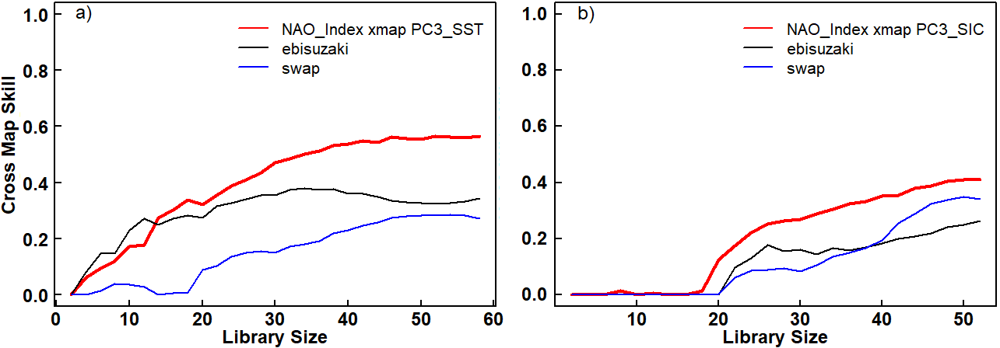 a)
NAO_Index xmap PC3_SST
ebisuzaki
swap
1.0
0.8
0.6
0.4
0.2
0.0
Cross Map Skill
0 10 20 30 40 50 60
Library Size
b)
NAO_Index xmap PC3_SIC
ebisuzaki
swap
1.0
0.8
0.6
0.4
0.2
0.0
10 20 30 40 50
Library Size